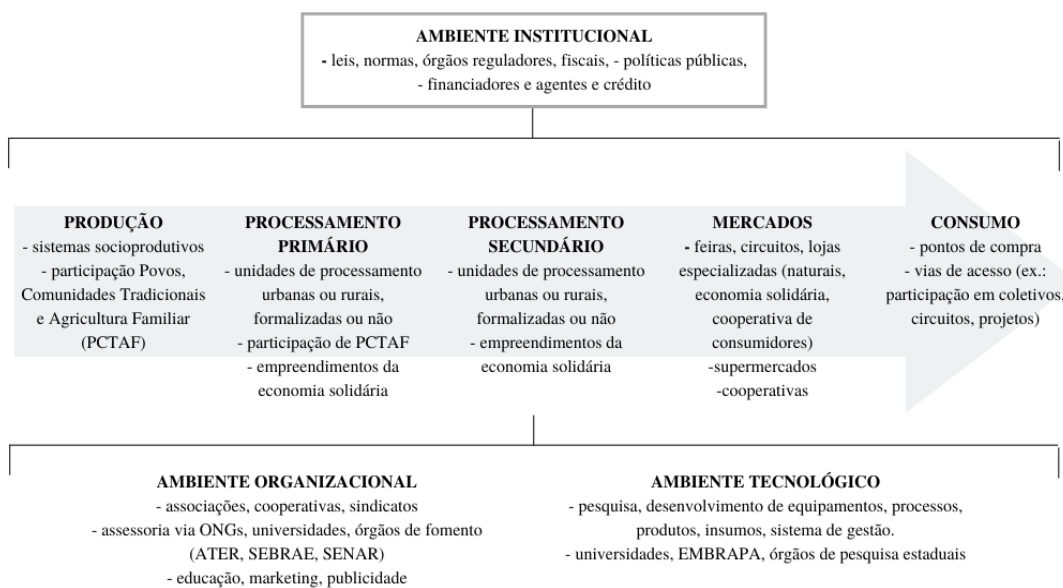 AMBIENTE INSTITUCIONAL
- leis, normas, órgãos reguladores, fiscais, - políticas públicas,
- financiadores e agentes e crédito
PRODUÇÃO
- sistemas socioprodutivos
- participação Povos,
Comunidades Tradicionais
e Agricultura Familiar
(PCTAF)
PROCESSAMENTO
PRIMÁRIO
- unidades de processamento
urbanas ou rurais,
formalizadas ou não
- participação de PCTAF
- empreendimentos da
economia solidária
PROCESSAMENTO
SECUNDÁRIO
- unidades de processamento
urbanas ou rurais,
formalizadas ou não
- empreendimentos da
economia solidária
MERCADOS
- feiras, circuitos, lojas
especializadas (naturais,
economia solidária,
cooperativa de
consumidores)
-supermercados
-cooperativas
CONSUMO
- pontos de compra
- vias de acesso (ex.:
participação em coletivos,
circuitos, projetos)
AMBIENTE ORGANIZACIONAL
- associações, cooperativas, sindicatos
- assessoria via ONGs, universidades, órgãos de fomento
(ATER, SEBRAE, SENAR)
- educação, marketing, publicidade
AMBIENTE TECNOLÓGICO
- pesquisa, desenvolvimento de equipamentos, processos,
produtos, insumos, sistema de gestão.
- universidades, EMBRAPA, órgãos de pesquisa estaduais